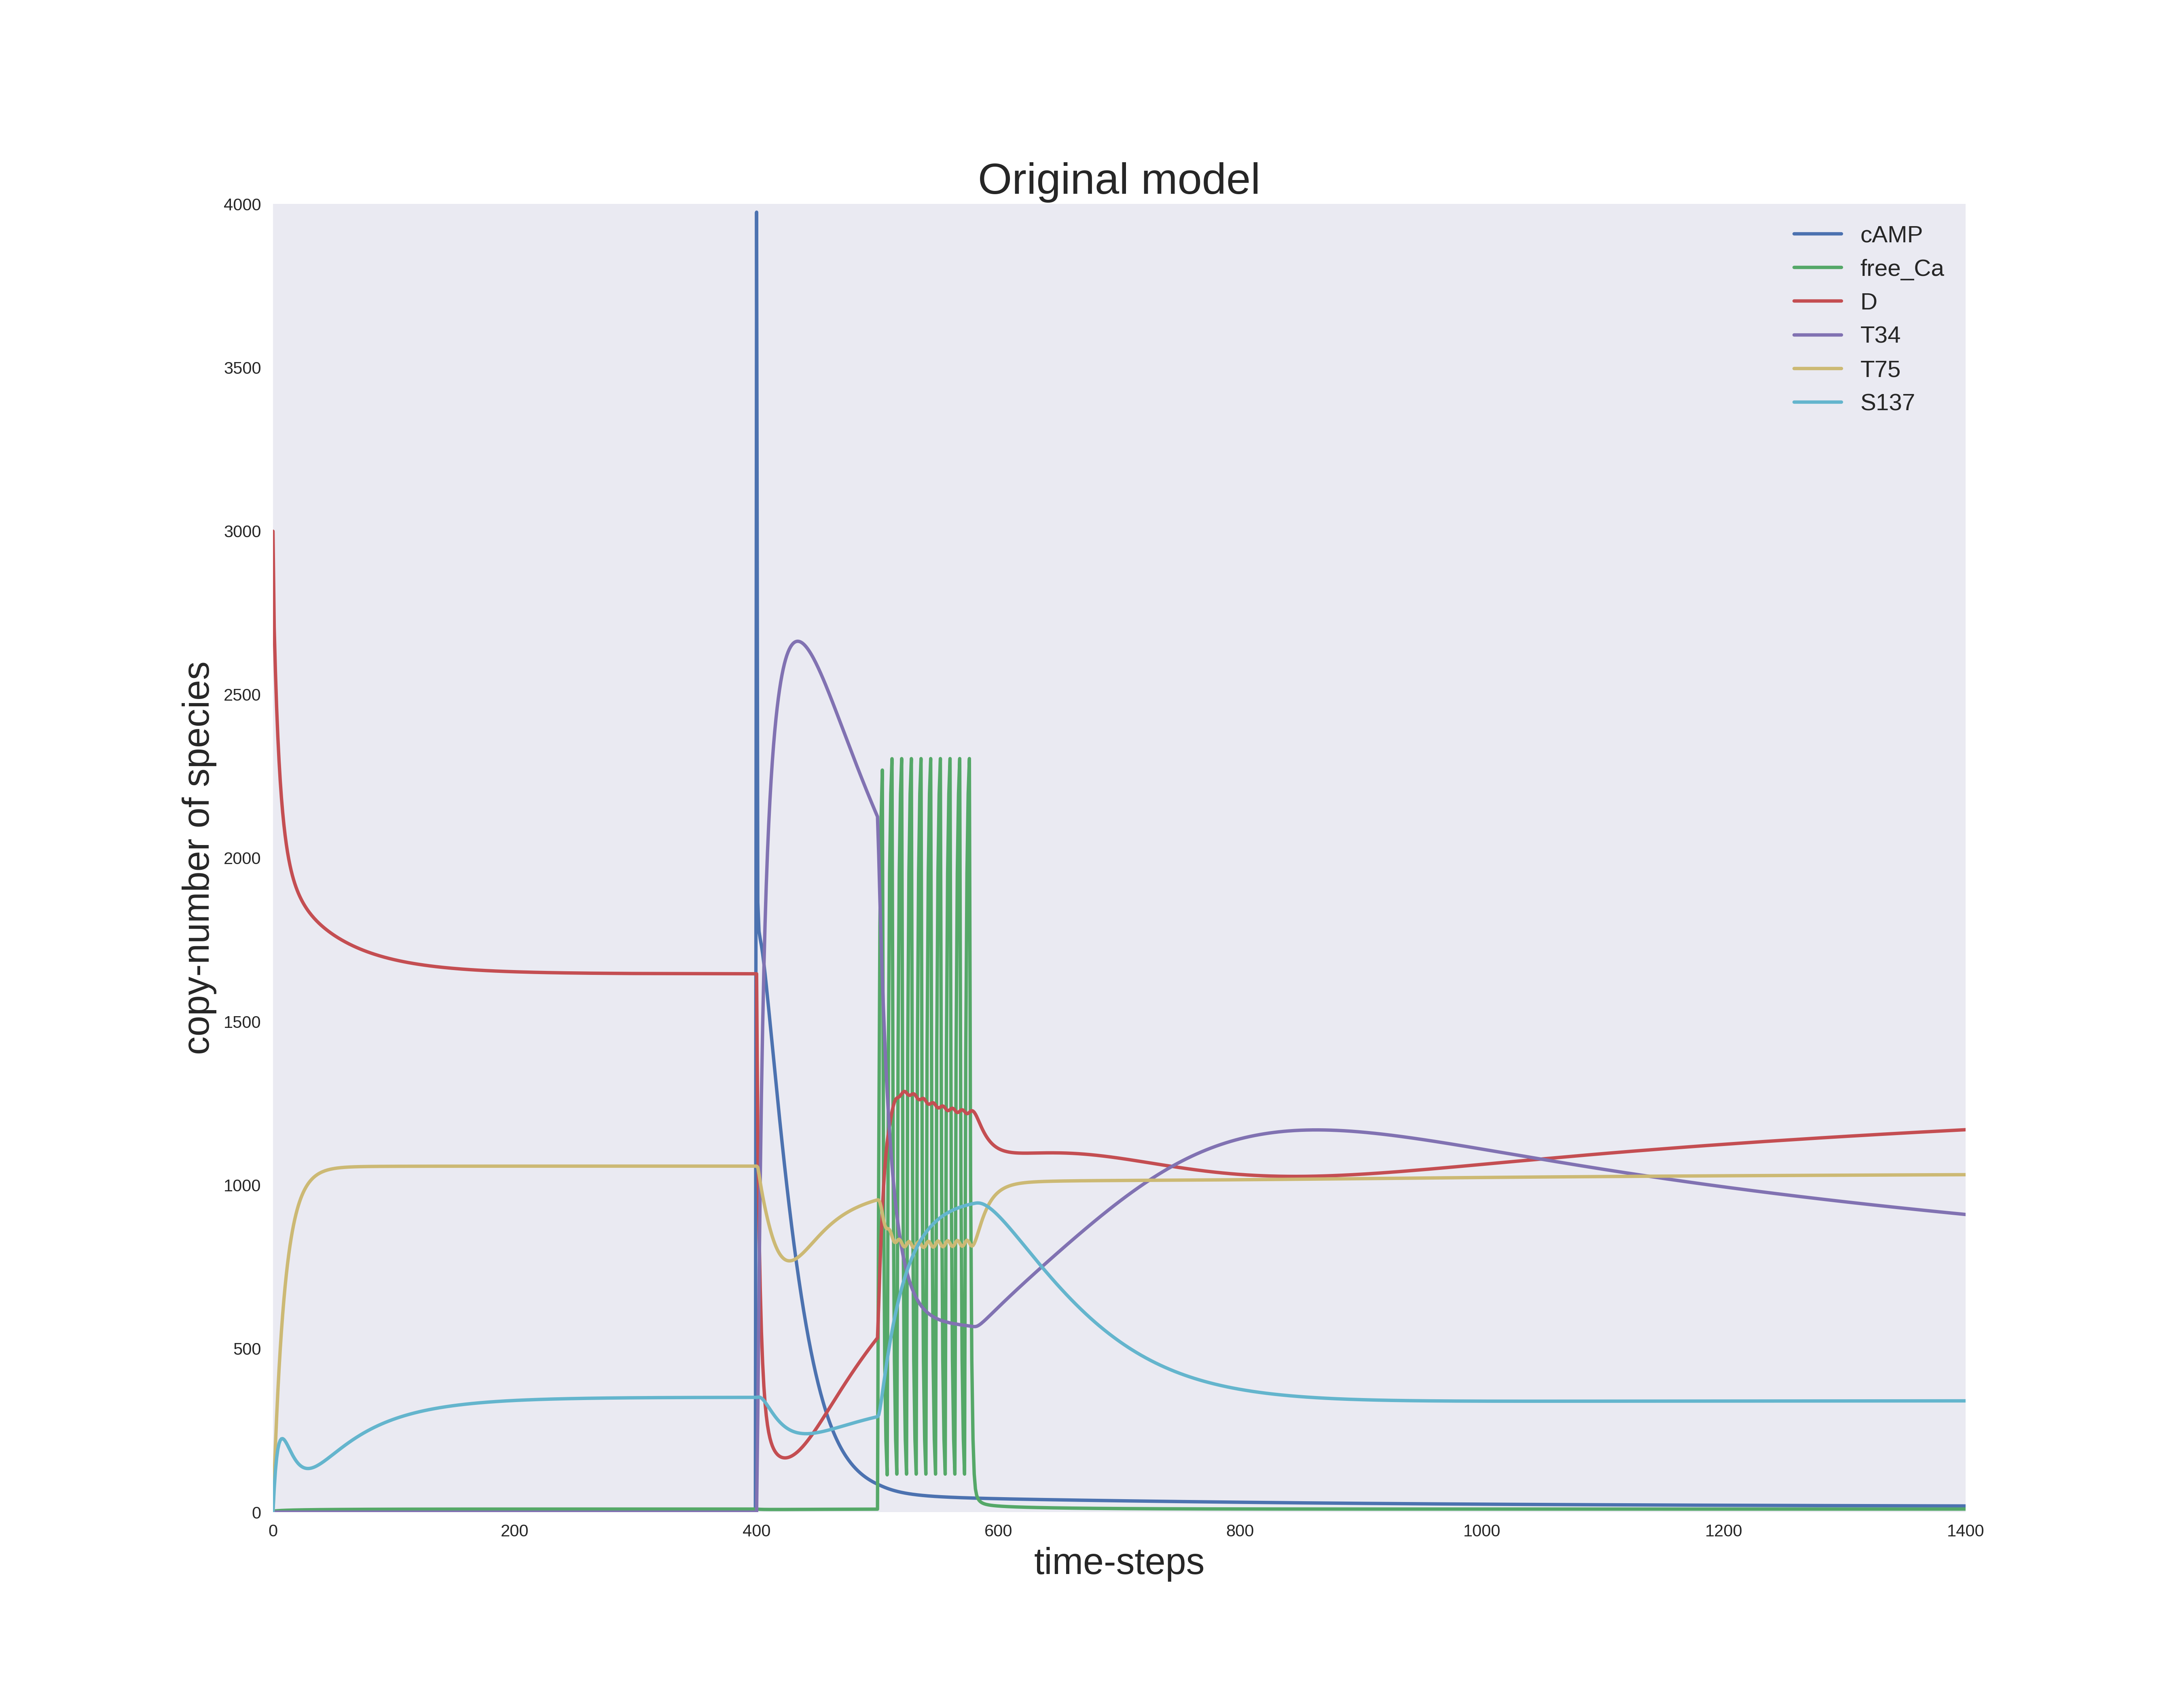 Original model
4000
3500
3000
2500
2000
1500
1000
500
0
copy-number of species
cAMP
free_Ca
D
T34
T75
S137
0 200 400 600 800 1000 1200 1400
time-steps